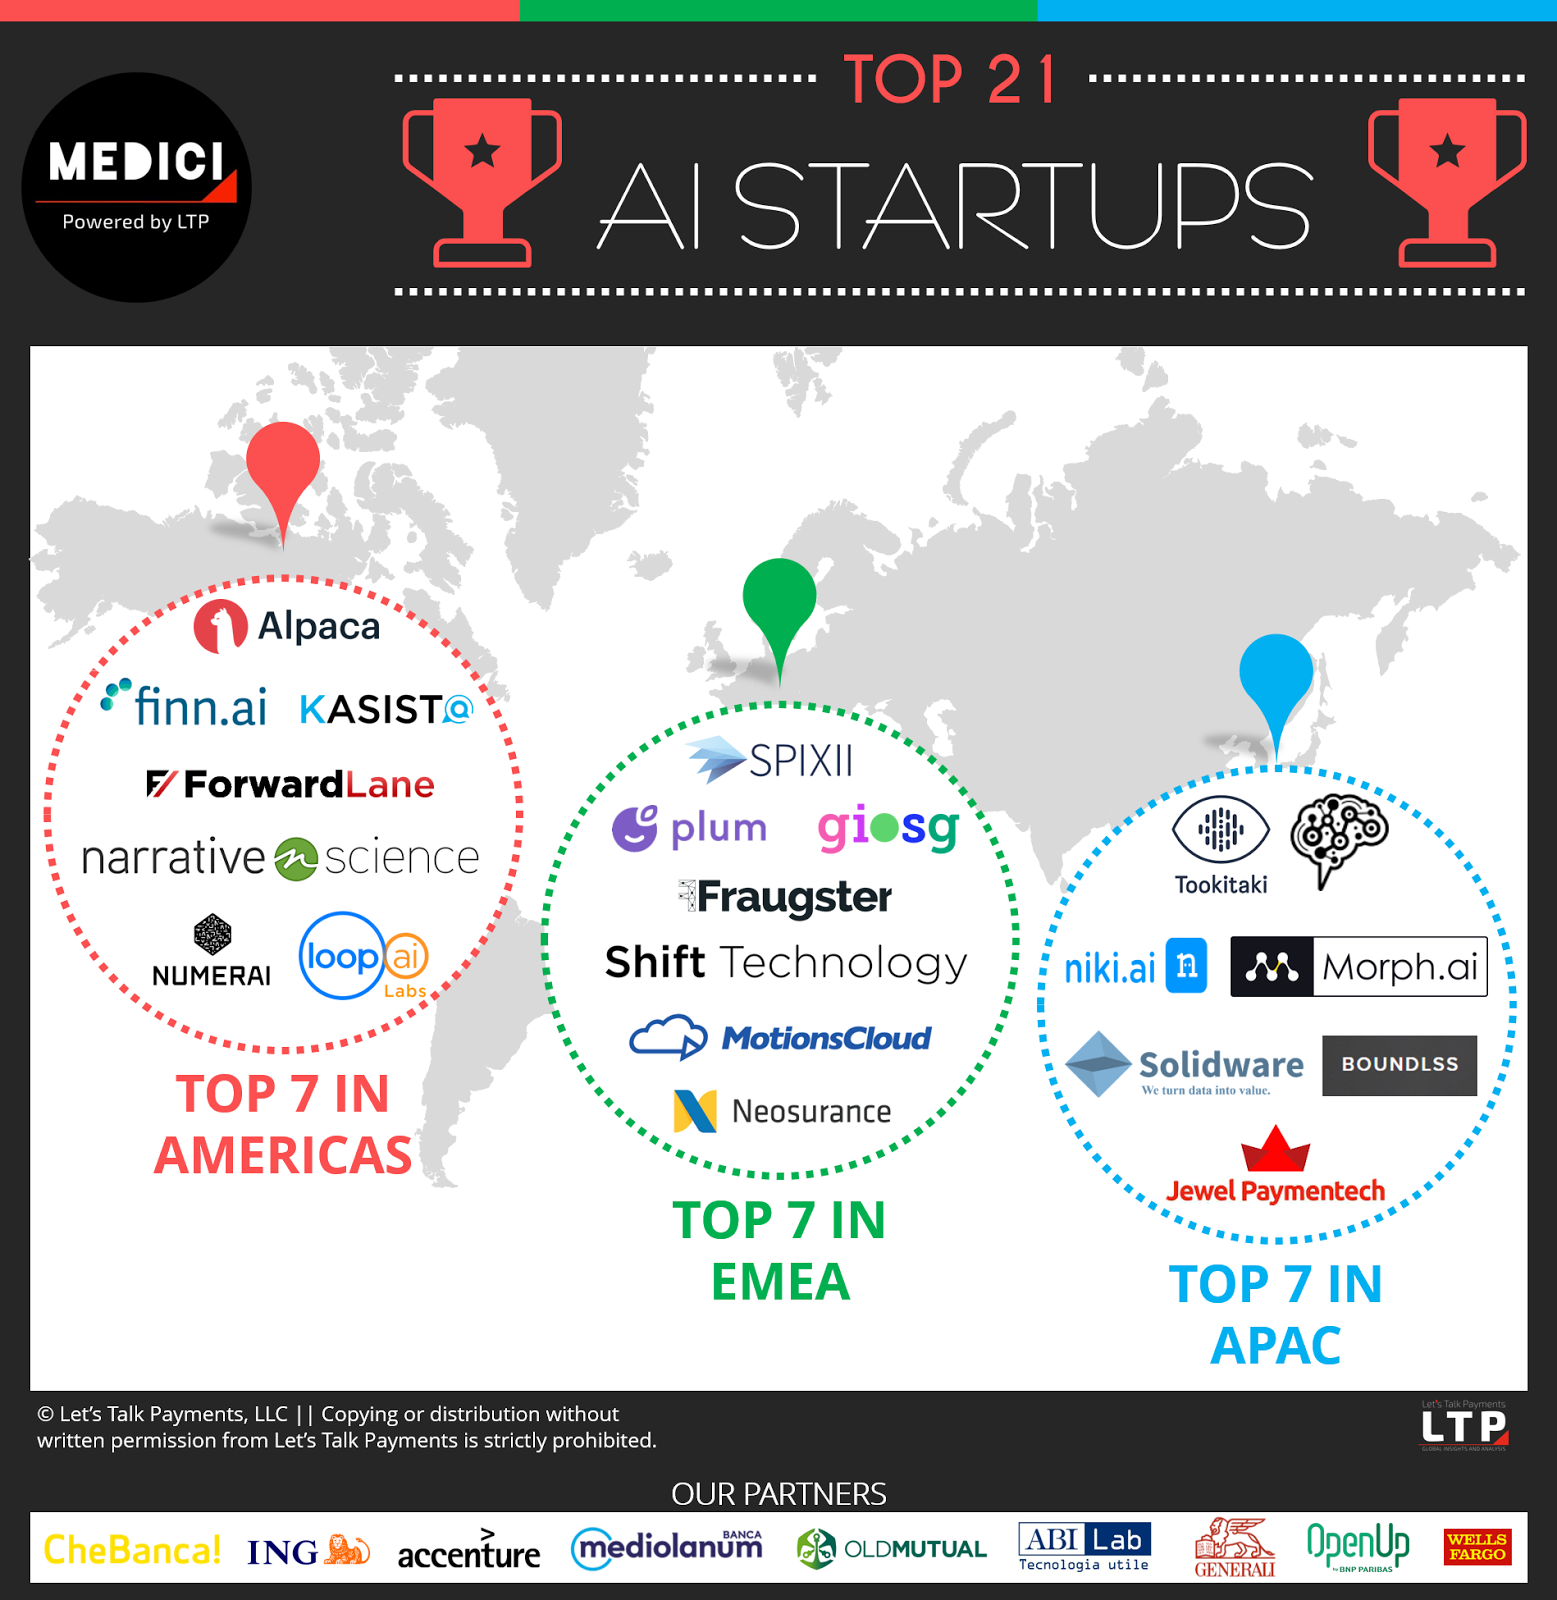 TOP 21
AI STARTUPS
MEDICI
Powered by LTP
Alpaca
finn.ai
KASISTO
ForwardLane
narrative science
NUMERAI
loop ai
Labs
TOP 7 IN
AMERICAS
SPIXII
plum
giosg
Fraugster
Shift Technology
MotionsCloud
Neosurance
TOP 7 IN
EMEA
Tookitaki
niki.ai n
Morph.ai
Solidware
We turn data into value.
BOUNDLSS
Jewel Paymentech
TOP 7 IN
APAC
© Let's Talk Payments, LLC || Copying or distribution without
written permission from Let's Talk Payments is strictly prohibited.
Let's Talk Payments
LTP
GLOBAL INSIGHTS AND ANALYSIS
OUR PARTNERS
CheBanca!
ING
accenture
BANCA
mediolanum
OLDMUTUAL
ABI Lab
Tecnologia utile
GENERALI
OpenUp
by BNP PARIBAS
WELLS
FARGO